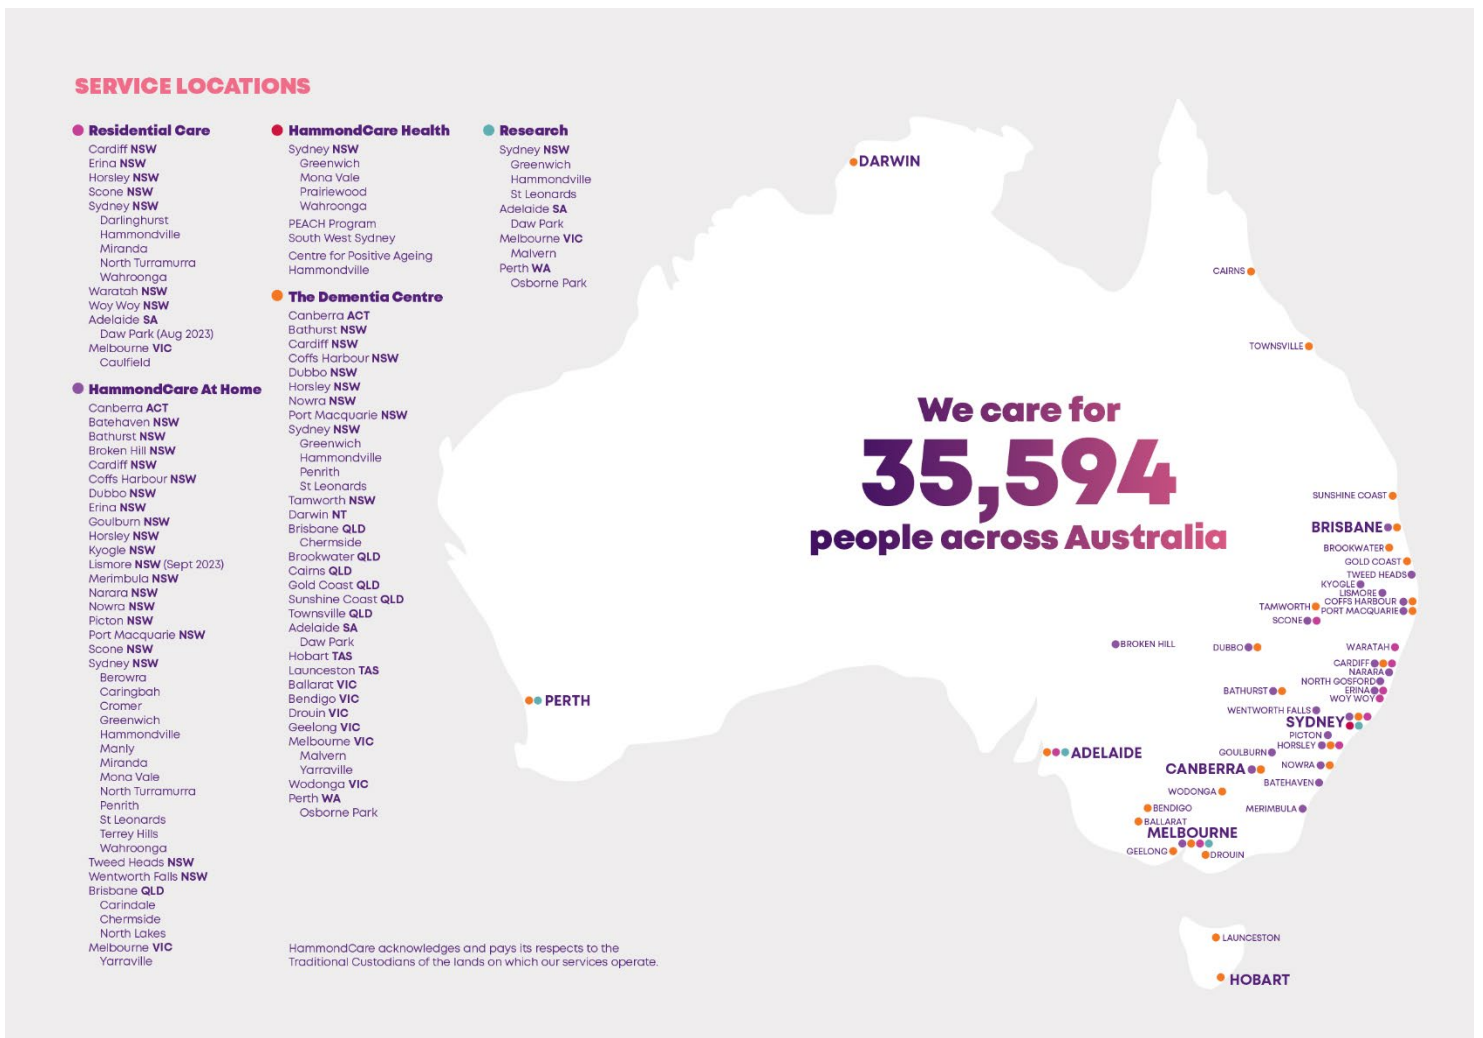 SERVICE LOCATIONS
Residential Care
Cardiff NSW
Erina NSW
Horsley NSW
Scone NSW
Sydney NSW
Darlinghurst
Hammondville
Miranda
North Turramurra
Wahroonga
Waratah NSW
Woy Woy NSW
Adelaide SA
Daw Park (Aug 2023)
Melbourne VIC
Caulfield
HammondCare At Home
Canberra ACT
Batehaven NSW
Bathurst NSW
Broken Hill NSW
Cardiff NSW
Coffs Harbour NSW
Dubbo NSW
Erina NSW
Goulburn NSW
Horsley NSW
Kyogle NSW
Lismore NSW (Sept 2023)
Merimbula NSW
Narara NSW
Nowra NSW
Picton NSW
Port Macquarie NSW
Scone NSW
Sydney NSW
Berowra
Caringbah
Cromer
Greenwich
Hammondville
Manly
Miranda
Mona Vale
North Turramurra
Penrith
St Leonards
Terrey Hills
Wahroonga
Tweed Heads NSW
Wentworth Falls NSW
Brisbane QLD
Carindale
Chermside
North Lakes
Melbourne VIC
Yarraville
HammondCare Health
Sydney NSW
Greenwich
Mona Vale
Prairiewood
Wahroonga
PEACH Program
South West Sydney
Centre for Positive Ageing
Hammondville
The Dementia Centre
Canberra ACT
Bathurst NSW
Cardiff NSW
Coffs Harbour NSW
Dubbo NSW
Horsley NSW
Nowra NSW
Port Macquarie NSW
Sydney NSW
Greenwich
Hammondville
Penrith
St Leonards
Tamworth NSW
Darwin NT
Brisbane QLD
Chermside
Brookwater QLD
Cairns QLD
Gold Coast QLD
Sunshine Coast QLD
Townsville QLD
Adelaide SA
Daw Park
Hobart TAS
Launceston TAS
Ballarat VIC
Bendigo VIC
Drouin VIC
Geelong VIC
Melbourne VIC
Malvern
Yarraville
Wodonga VIC
Perth WA
Osborne Park
Research
Sydney NSW
Greenwich
Hammondville
St Leonards
Adelaide SA
Daw Park
Melbourne VIC
Malvern
Perth WA
Osborne Park
HammondCare acknowledges and pays its respects to the
Traditional Custodians of the lands on which our services operate.
We care for
35,594
people across Australia
DARWIN
CAIRNS
TOWNSVILLE
SUNSHINE COAST
BRISBANE
BROOKWATER
GOLD COAST
TWEED HEADS
KYOGLE
LISMORE
COFFS HARBOUR
TAMWORTH
PORT MACQUARIE
SCONE
BROKEN HILL
DUBBO
WARATAH
CARDIFF
NARARA
NORTH GOSFORD
BATHURST
ERINA
WOY WOY
PERTH
WENTWORTH FALLS
SYDNEY
PICTON
HORSLEY
GOULBURN
ADELAIDE
CANBERRA
NOWRA
BATEHAVEN
WODONGA
BENDIGO
MERIMBULA
BALLARAT
MELBOURNE
GEELONG
DROUIN
LAUNCESTON
HOBART